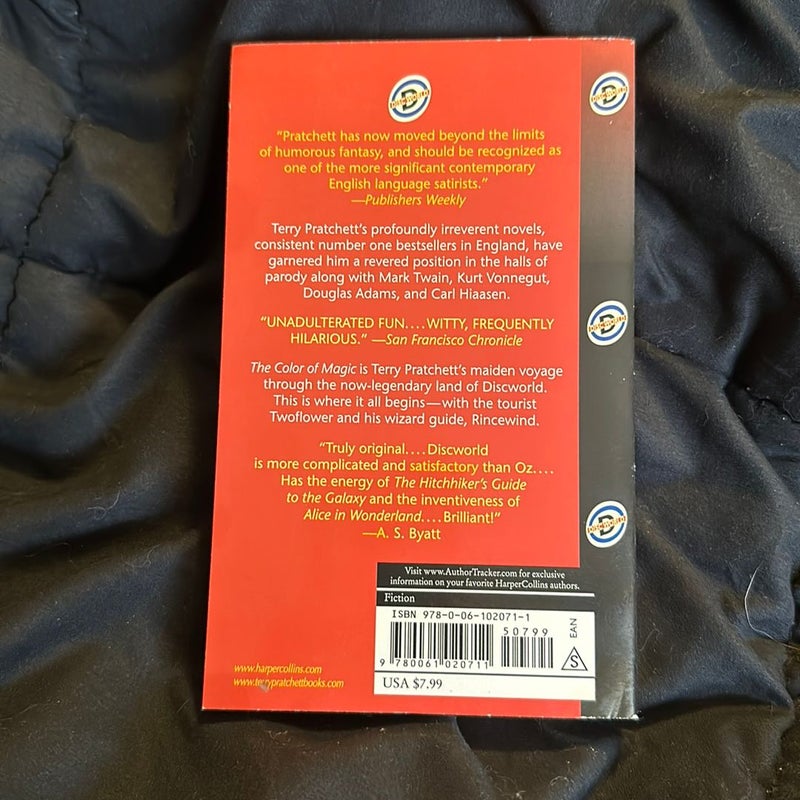 DISCWORLD
D
DISCWORLD
D
"Pratchett has now moved beyond the limits
of humorous fantasy, and should be recognized as
one of the more significant contemporary
English language satirists."
—Publishers Weekly
Terry Pratchett's profoundly irreverent novels,
consistent number one bestsellers in England, have
garnered him a revered position in the halls of
parody along with Mark Twain, Kurt Vonnegut,
Douglas Adams, and Carl Hiaasen.
"UNADULTERATED FUN....WITTY, FREQUENTLY
HILARIOUS." —San Francisco Chronicle
DISCWORLD
D
The Color of Magic is Terry Pratchett's maiden voyage
through the now-legendary land of Discworld.
This is where it all begins—with the tourist
Twoflower and his wizard guide, Rincewind.
"Truly original....Discworld
is more complicated and satisfactory than Oz....
Has the energy of The Hitchhiker's Guide
to the Galaxy and the inventiveness of
Alice in Wonderland....Brilliant!"
—A. S. Byatt
DISCWORLD
D
Visit www.AuthorTracker.com for exclusive
information on your favorite HarperCollins authors.
Fiction
ISBN 978-0-06-102071-1
50799
EAN
9 780061 020711
S
USA $7.99
www.harpercollins.com
www.terrypratchettbooks.com